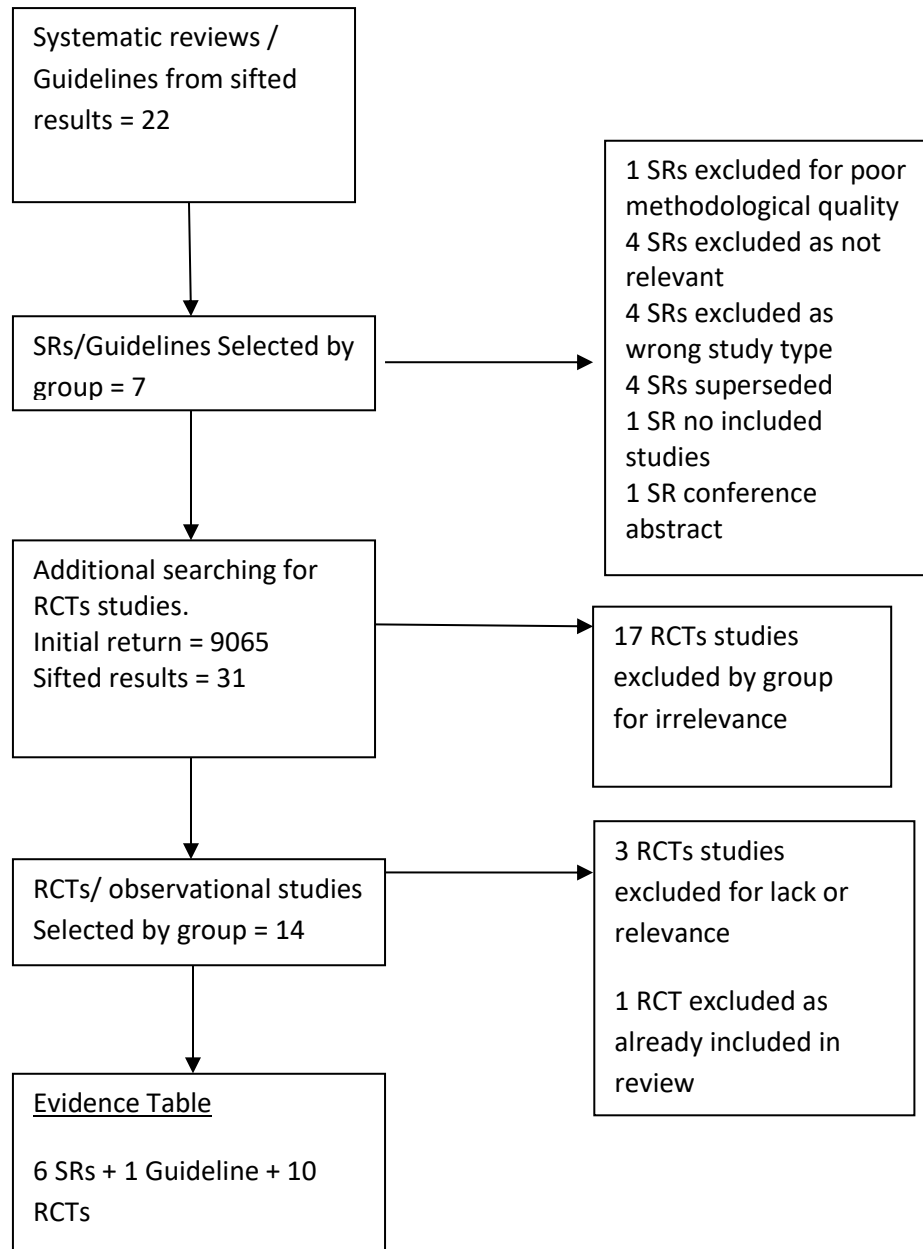 Systematic reviews /
Guidelines from sifted
results = 22
1 SRs excluded for poor
methodological quality
4 SRs excluded as not
relevant
4 SRs excluded as
wrong study type
4 SRs superseded
1 SR no included
studies
1 SR conference
abstract
SRs/Guidelines Selected by
group = 7
Additional searching for
RCTs studies.
Initial return = 9065
Sifted results = 31
17 RCTs studies
excluded by group
for irrelevance
RCTs/ observational studies
Selected by group = 14
3 RCTs studies
excluded for lack or
relevance
1 RCT excluded as
already included in
review
Evidence Table
6 SRs + 1 Guideline + 10
RCTs